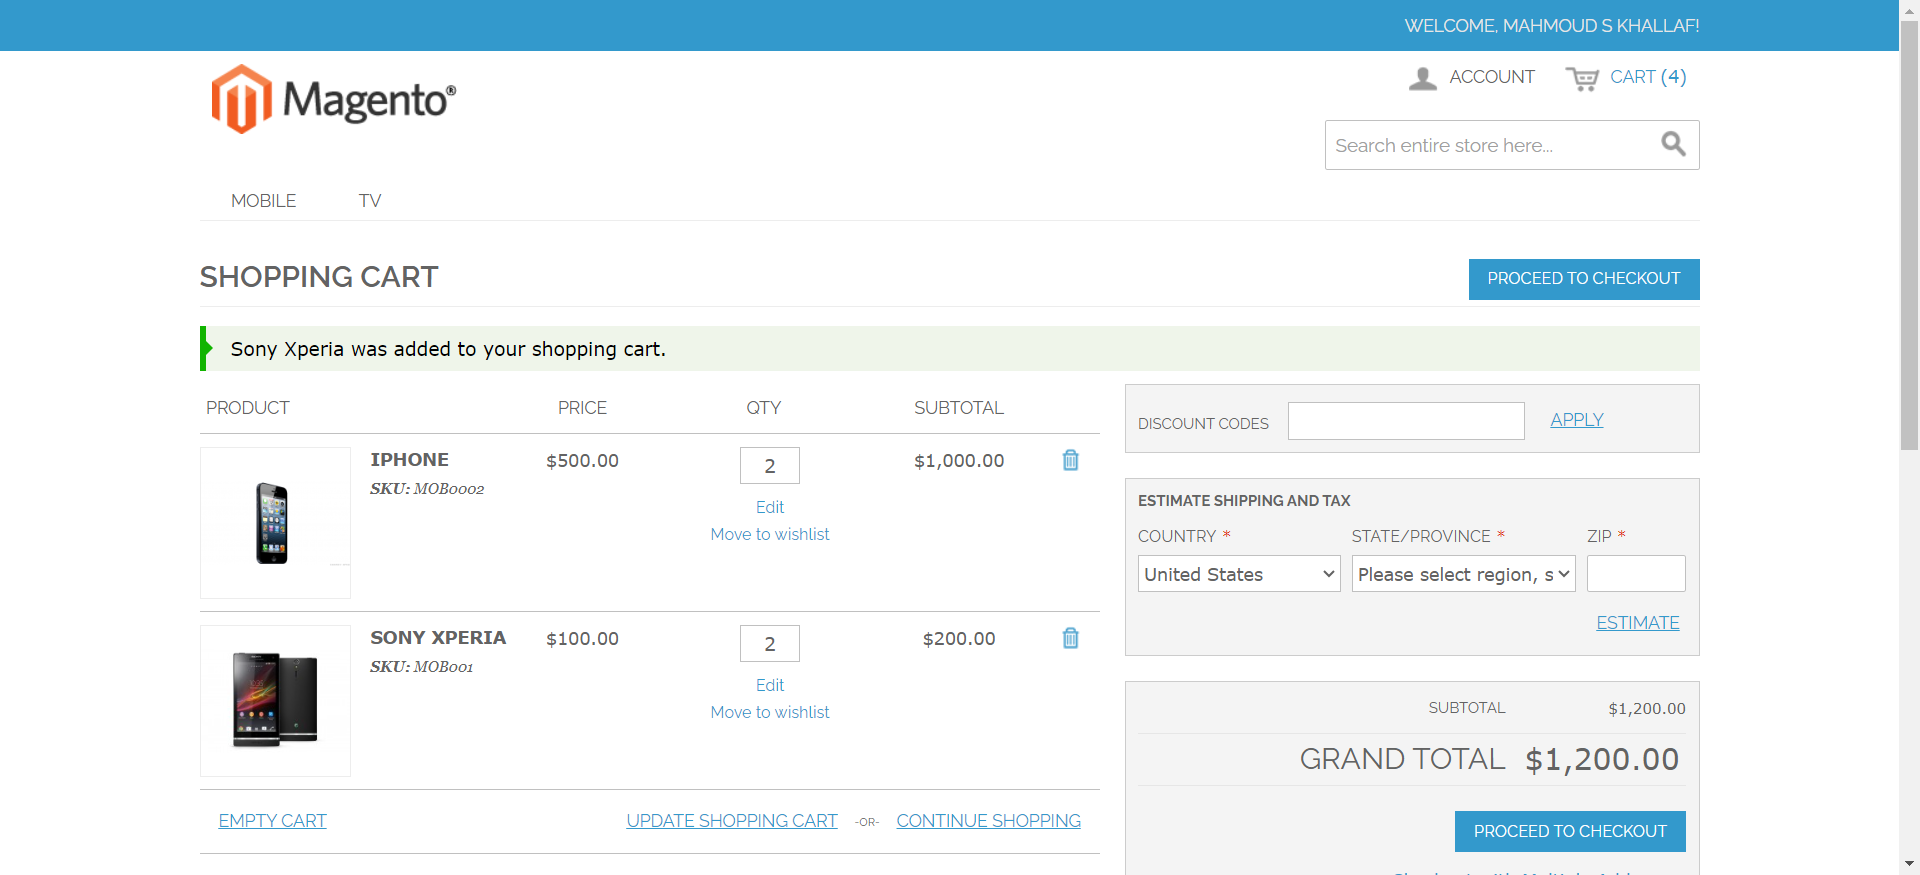 WELCOME, MAHMOUD S KHALLAF!
Magento®
ACCOUNT
CART (4)
Search entire store here...
MOBILE TV
SHOPPING CART
PROCEED TO CHECKOUT
Sony Xperia was added to your shopping cart.
PRODUCT PRICE QTY SUBTOTAL
IPHONE $500.00 2 $1,000.00
SKU: MOB0002
Edit
Move to wishlist
SONY XPERIA $100.00 2 $200.00
SKU: MOB001
Edit
Move to wishlist
EMPTY CART UPDATE SHOPPING CART -OR- CONTINUE SHOPPING
DISCOUNT CODES APPLY
ESTIMATE SHIPPING AND TAX
COUNTRY * STATE/PROVINCE * ZIP *
United States Please select region, s
ESTIMATE
SUBTOTAL $1,200.00
GRAND TOTAL $1,200.00
PROCEED TO CHECKOUT